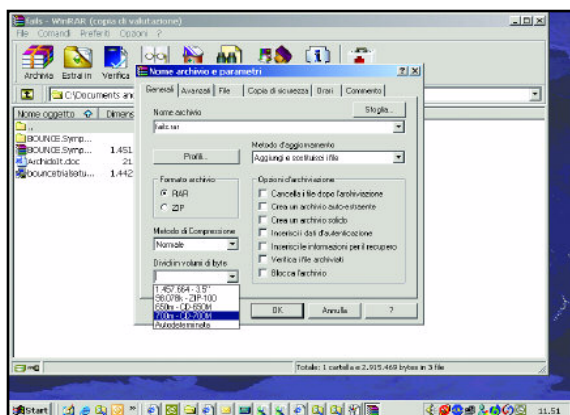 fails - WinRAR (copia di valutazione)
File Comandi Preferiti Opzioni ?
Archivia Estrai in Verifica
Nome archivio e parametri
C:\Documents and
Generali Avanzati File Copia di sicurezza Orari Commento
Nome oggetto Dimens
Nome archivio
Sfoglia...
fails.rar
..
BOUNCE.Symp...
BOUNCE.Symp... 1.451
ArchidoIt.doc 21
bouncetrialsetu... 1.442
Metodo d'aggiornamento
Profili...
Aggiungi e sostituisci i file
Formato archivio
RAR
ZIP
Opzioni d'archiviazione
Cancella i file dopo l'archiviazione
Crea un archivio auto-estraente
Crea un archivio solido
Inserisci i dati d'autenticazione
Inserisci le informazioni per il recupero
Verifica i file archiviati
Blocca l'archivio
Metodo di Compressione
Normale
Dividi in volumi di byte
1.457.664 - 3.5"
98.078k - ZIP-100
650m - CD-650M
700m - CD-700M
Autodeterminata
OK Annulla ?
Totale: 1 cartella e 2.915.469 bytes in 3 file
Start
11.51